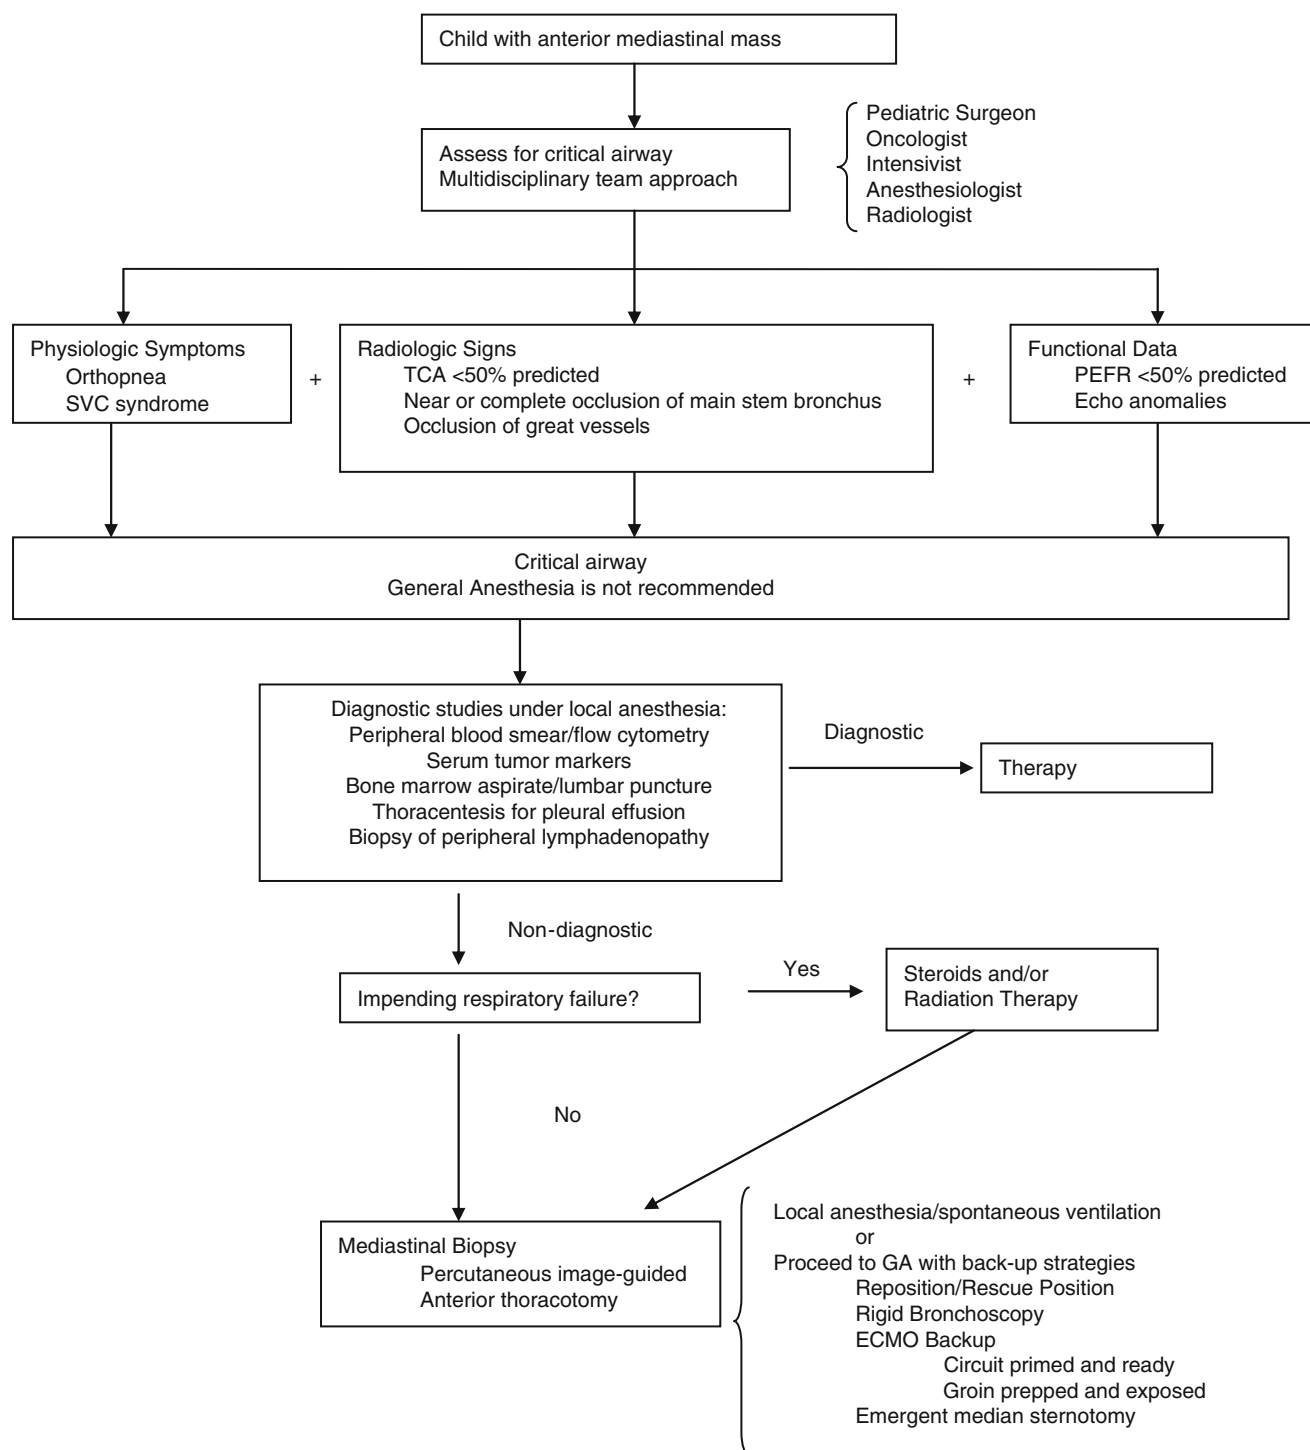 Child with anterior mediastinal mass
Assess for critical airway
Multidisciplinary team approach
Pediatric Surgeon
Oncologist
Intensivist
Anesthesiologist
Radiologist
Physiologic Symptoms
Orthopnea
SVC syndrome
+
Radiologic Signs
TCA <50% predicted
Near or complete occlusion of main stem bronchus
Occlusion of great vessels
+
Functional Data
PEFR <50% predicted
Echo anomalies
Critical airway
General Anesthesia is not recommended
Diagnostic studies under local anesthesia:
Peripheral blood smear/flow cytometry
Serum tumor markers
Bone marrow aspirate/lumbar puncture
Thoracentesis for pleural effusion
Biopsy of peripheral lymphadenopathy
Diagnostic
Therapy
Non-diagnostic
Impending respiratory failure?
Yes
Steroids and/or
Radiation Therapy
No
Mediastinal Biopsy
Percutaneous image-guided
Anterior thoracotomy
Local anesthesia/spontaneous ventilation
or
Proceed to GA with back-up strategies
Reposition/Rescue Position
Rigid Bronchoscopy
ECMO Backup
Circuit primed and ready
Groin prepped and exposed
Emergent median sternotomy